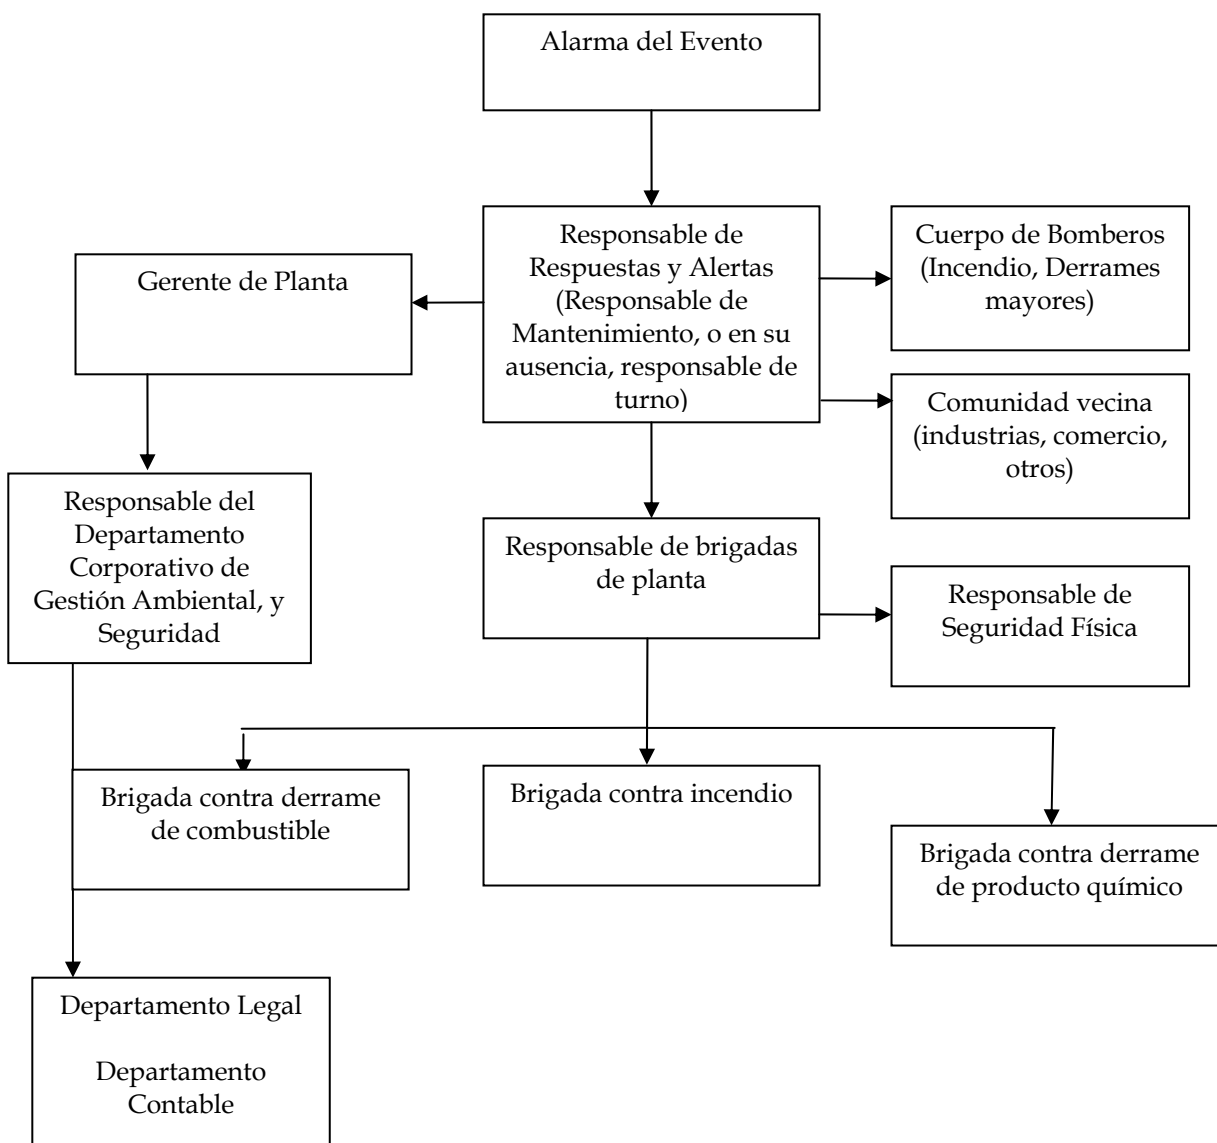 Alarma del Evento
Responsable de
Respuestas y Alertas
(Responsable de
Mantenimiento, o en su
ausencia, responsable de
turno)
Cuerpo de Bomberos
(Incendio, Derrames
mayores)
Gerente de Planta
Comunidad vecina
(industrias, comercio,
otros)
Responsable del
Departamento
Corporativo de
Gestión Ambiental, y
Seguridad
Responsable de brigadas
de planta
Responsable de
Seguridad Física
Brigada contra derrame
de combustible
Brigada contra incendio
Brigada contra derrame
de producto químico
Departamento Legal
Departamento
Contable